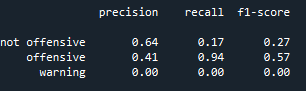 precision recall f1-score
not offensive 0.64 0.17 0.27
offensive 0.41 0.94 0.57
warning 0.00 0.00 0.00